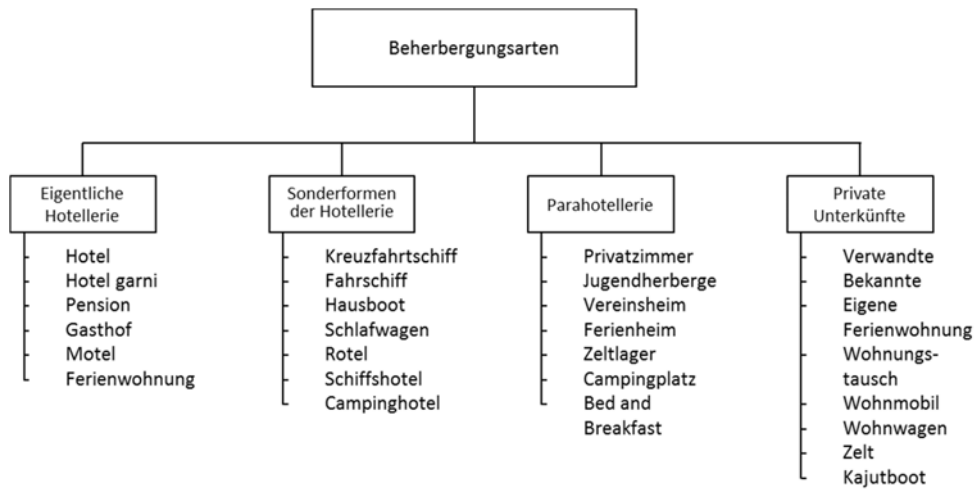 Beherbergungsarten
Eigentliche
Hotellerie
Hotel
Hotel garni
Pension
Gasthof
Motel
Ferienwohnung
Sonderformen
der Hotellerie
Kreuzfahrtschiff
Fahrschiff
Hausboot
Schlafwagen
Rotel
Schiffshotel
Campinghotel
Parahotellerie
Privatzimmer
Jugendherberge
Vereinsheim
Ferienheim
Zeltlager
Campingplatz
Bed and
Breakfast
Private
Unterkünfte
Verwandte
Bekannte
Eigene
Ferienwohnung
Wohnungs-
tausch
Wohnmobil
Wohnwagen
Zelt
Kajutboot